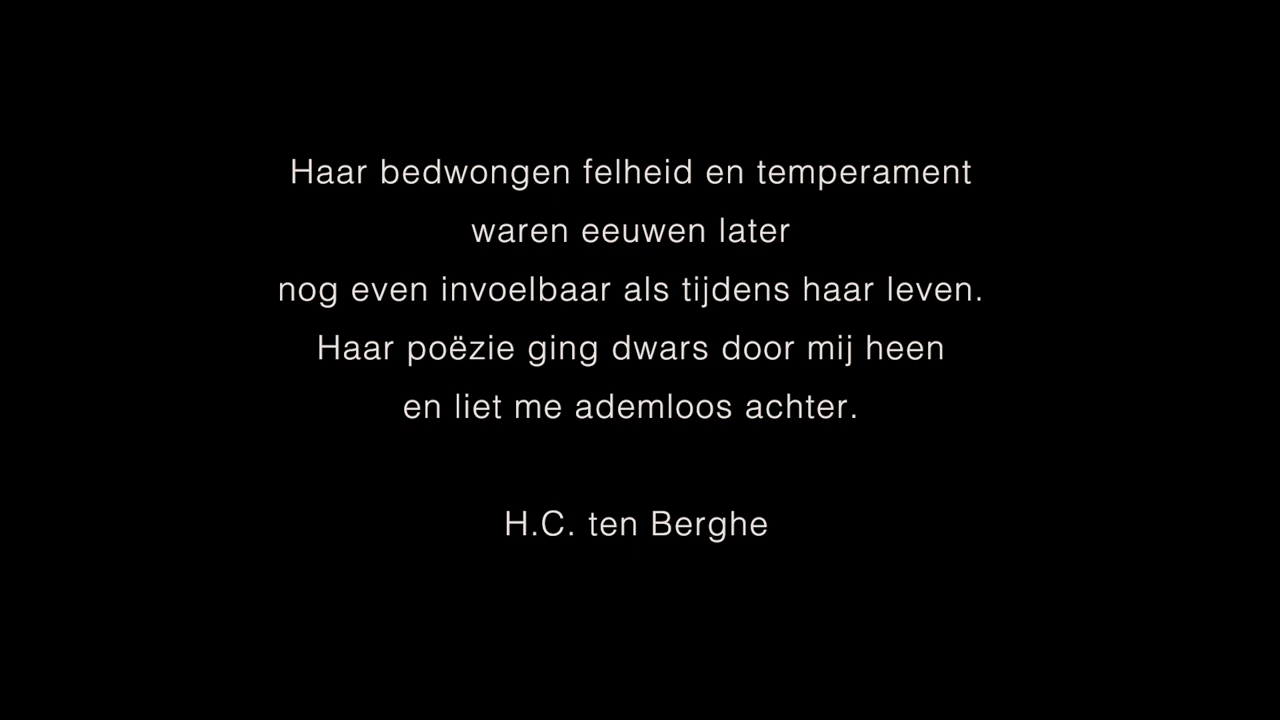 Haar bedwongen felheid en temperament
waren eeuwen later
nog even invoelbaar als tijdens haar leven.
Haar poëzie ging dwars door mij heen
en liet me ademloos achter.
H.C. ten Berghe